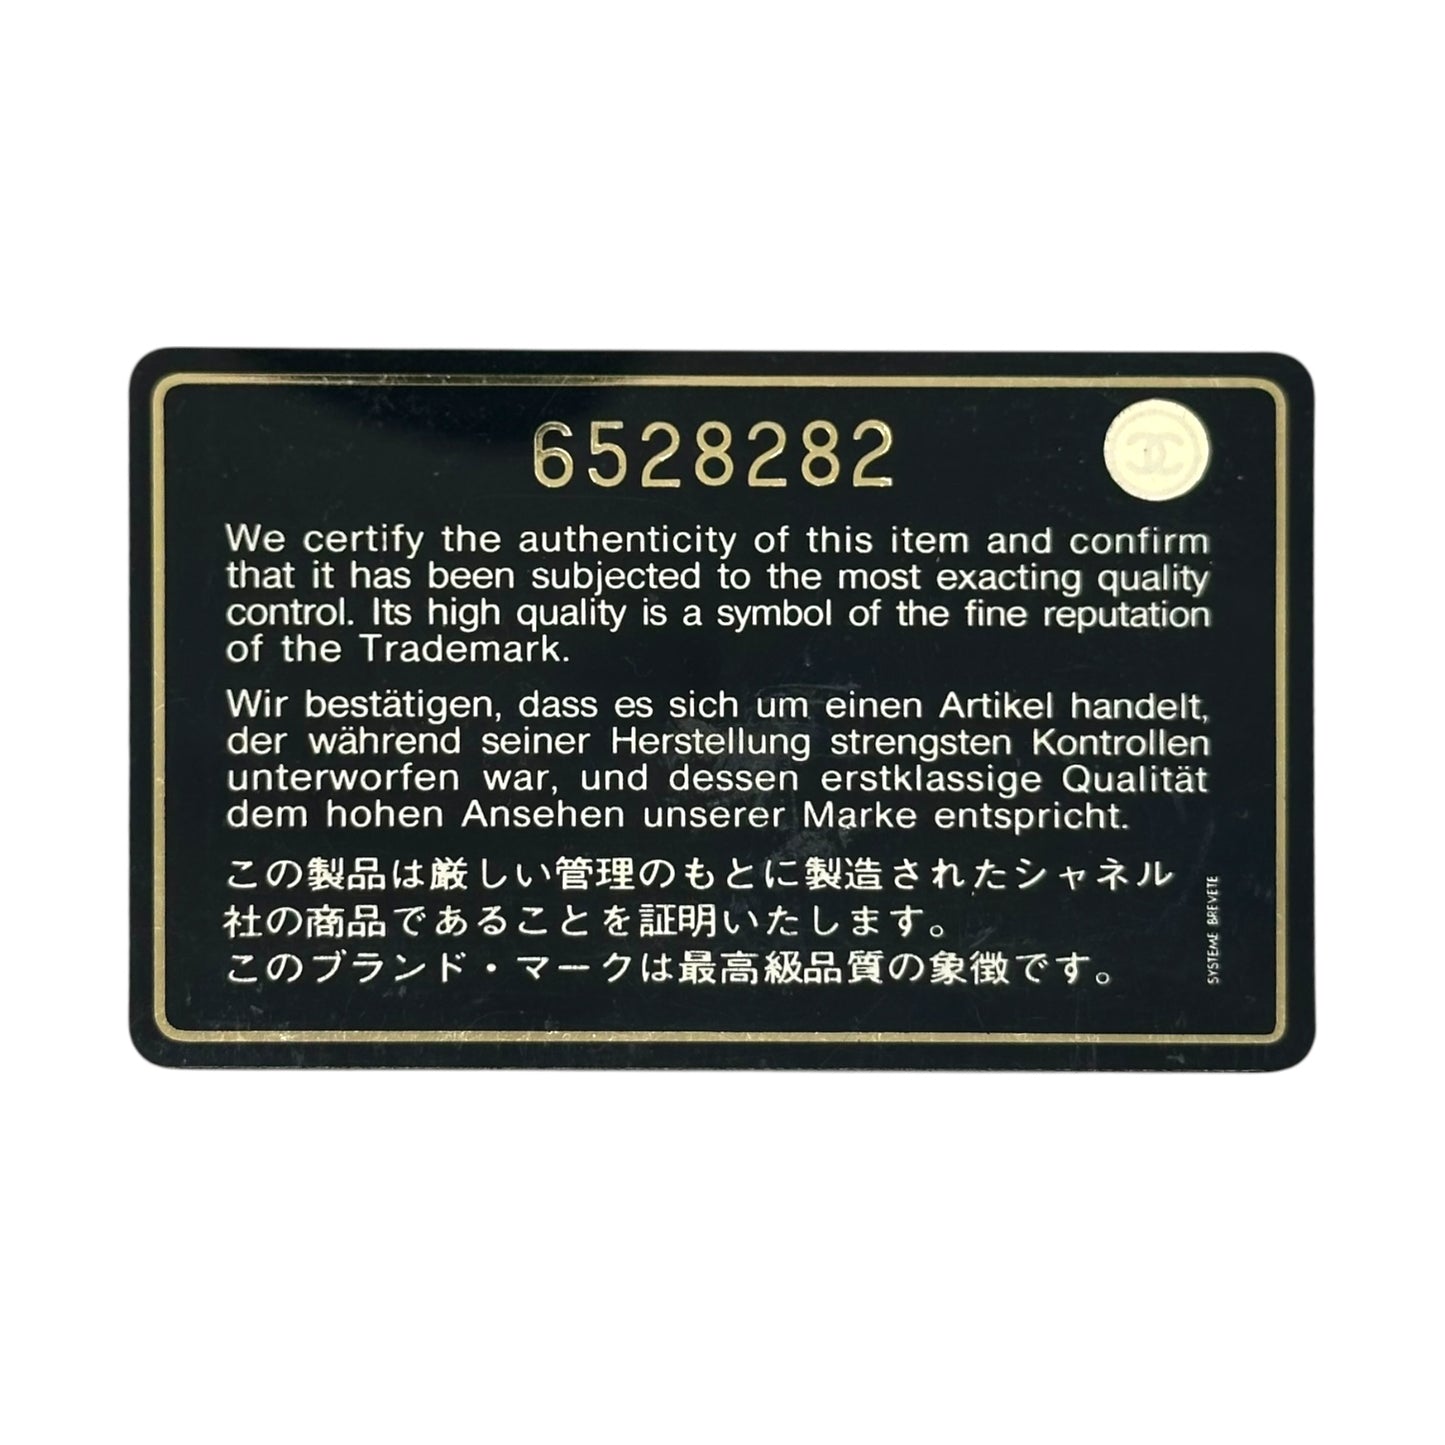 6528282
We certify the authenticity of this item and confirm
that it has been subjected to the most exacting quality
control. Its high quality is a symbol of the fine reputation
of the Trademark.
Wir bestätigen, dass es sich um einen Artikel handelt,
der während seiner Herstellung strengsten Kontrollen
unterworfen war, und dessen erstklassige Qualität
dem hohen Ansehen unserer Marke entspricht.
この製品は厳しい管理のもとに製造されたシャネル
社の商品であることを証明いたします。
このブランド・マークは最高級品質の象徴です。
SYSTEME BREVETE